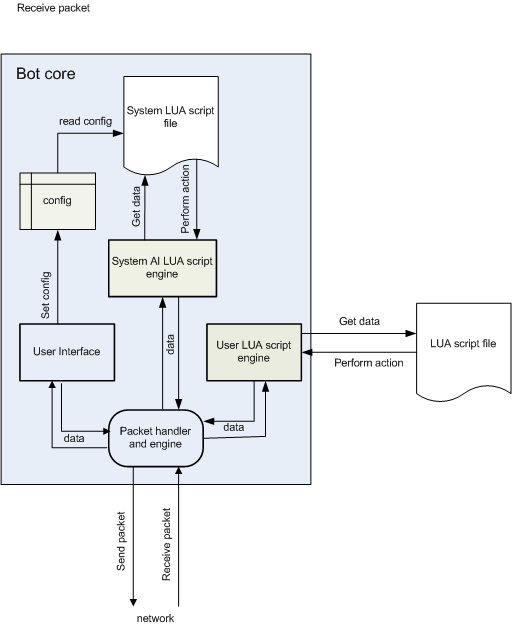 Receive packet
Bot core
System LUA script
file
read config
config
Get data
Perform action
System AI LUA script
engine
Set config
User Interface
data
User LUA script
engine
Get data
Perform action
LUA script file
data
Packet handler
and engine
data
Send packet
Receive packet
network